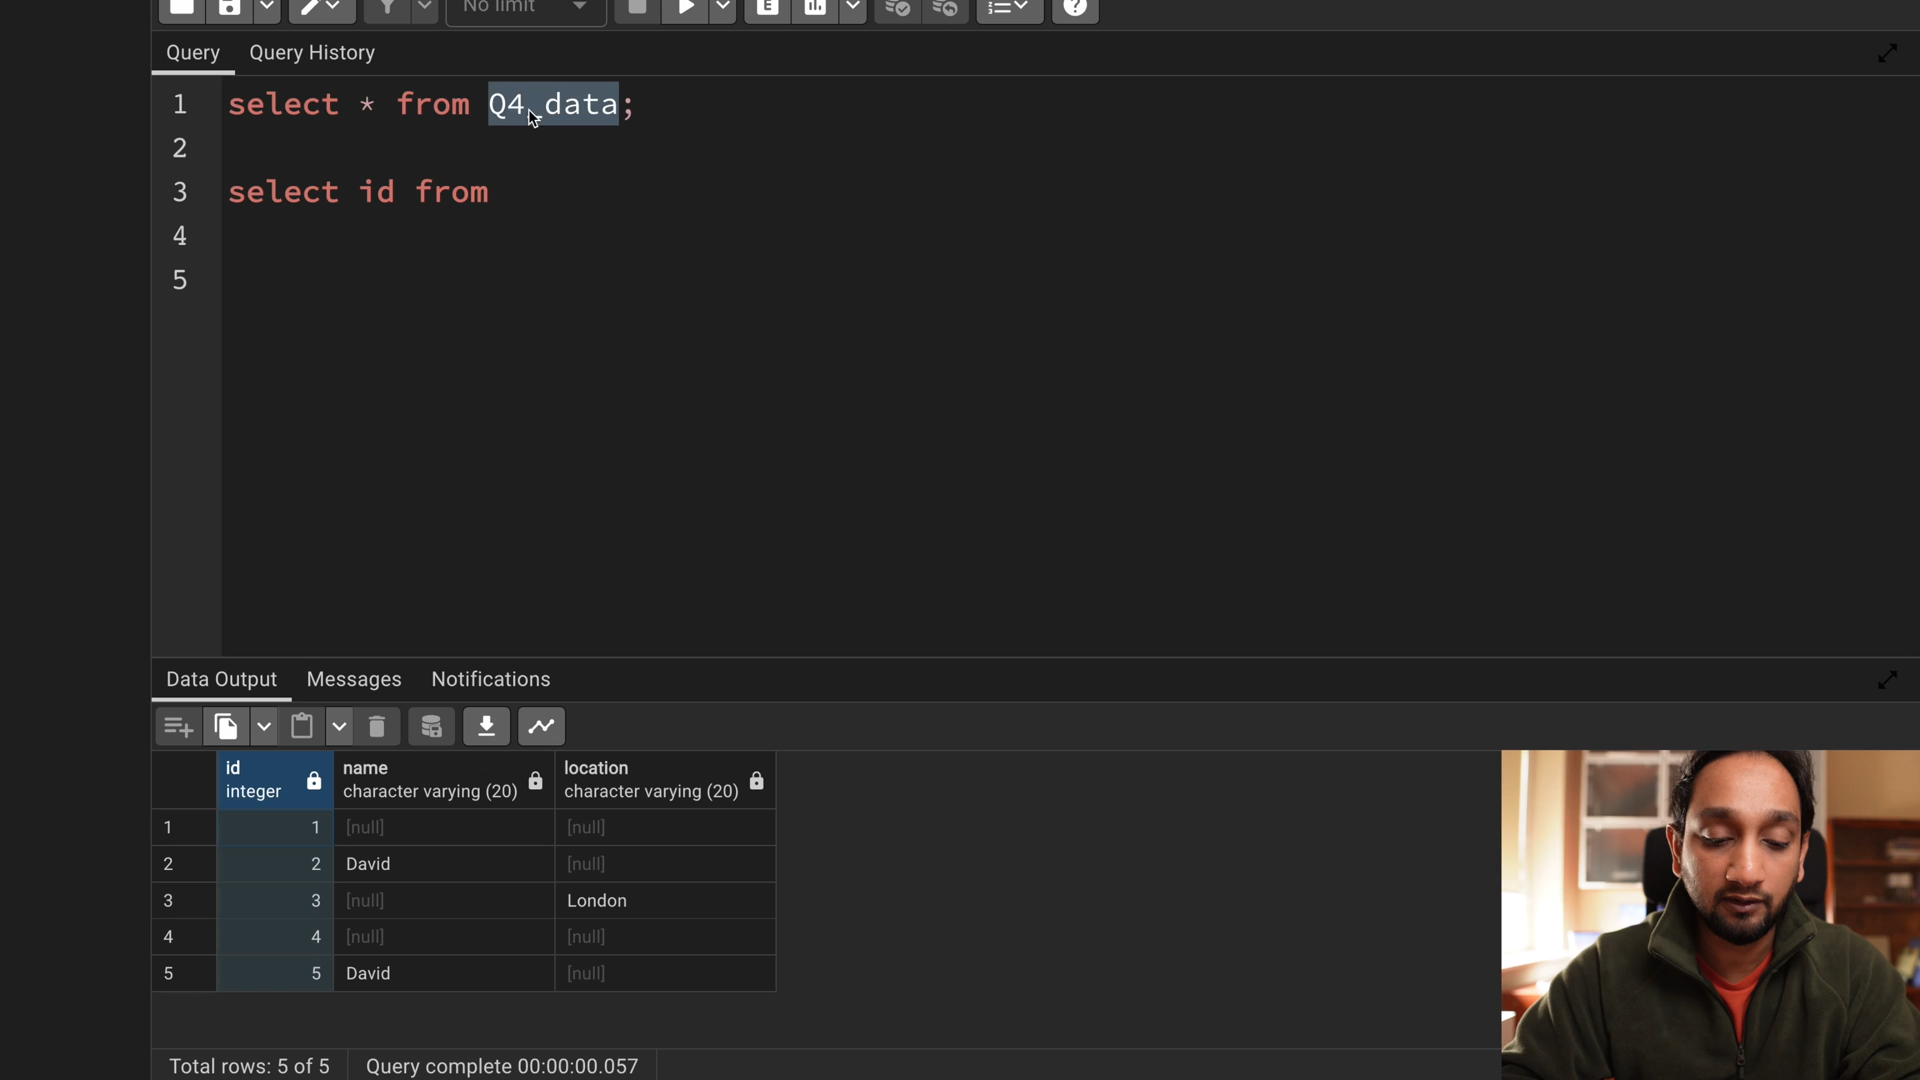 No limit
E
?
Query Query History
1 select * from Q4_data;
2
3 select id from
4
5
Data Output Messages Notifications
id name location
integer character varying (20) character varying (20)
1 1 [null] [null]
2 2 David [null]
3 3 [null] London
4 4 [null] [null]
5 5 David [null]
Total rows: 5 of 5 Query complete 00:00:00.057